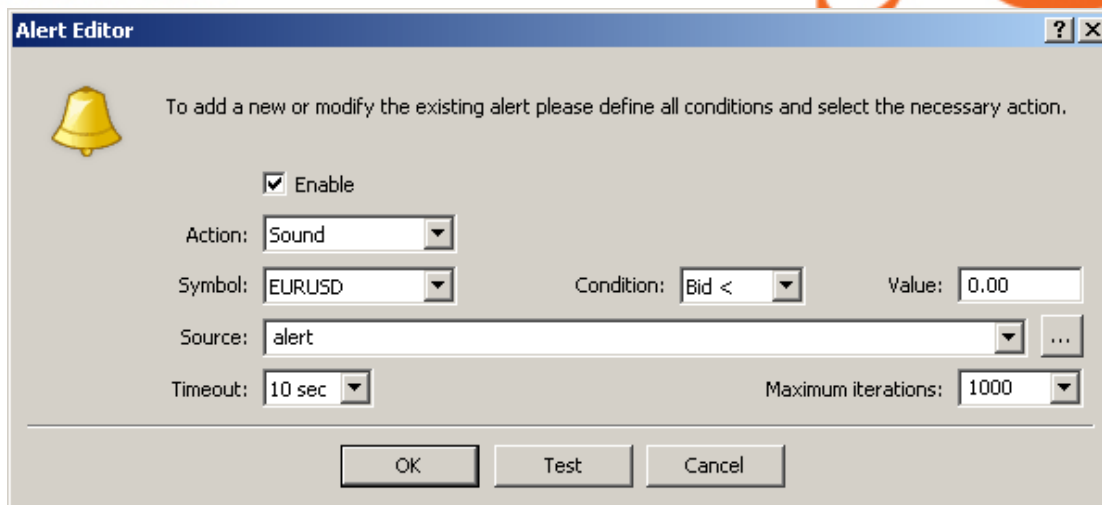 Alert Editor
To add a new or modify the existing alert please define all conditions and select the necessary action.
Enable
Action: Sound
Symbol: EURUSD Condition: Bid < Value: 0.00
Source: alert ...
Timeout: 10 sec Maximum iterations: 1000
OK Test Cancel